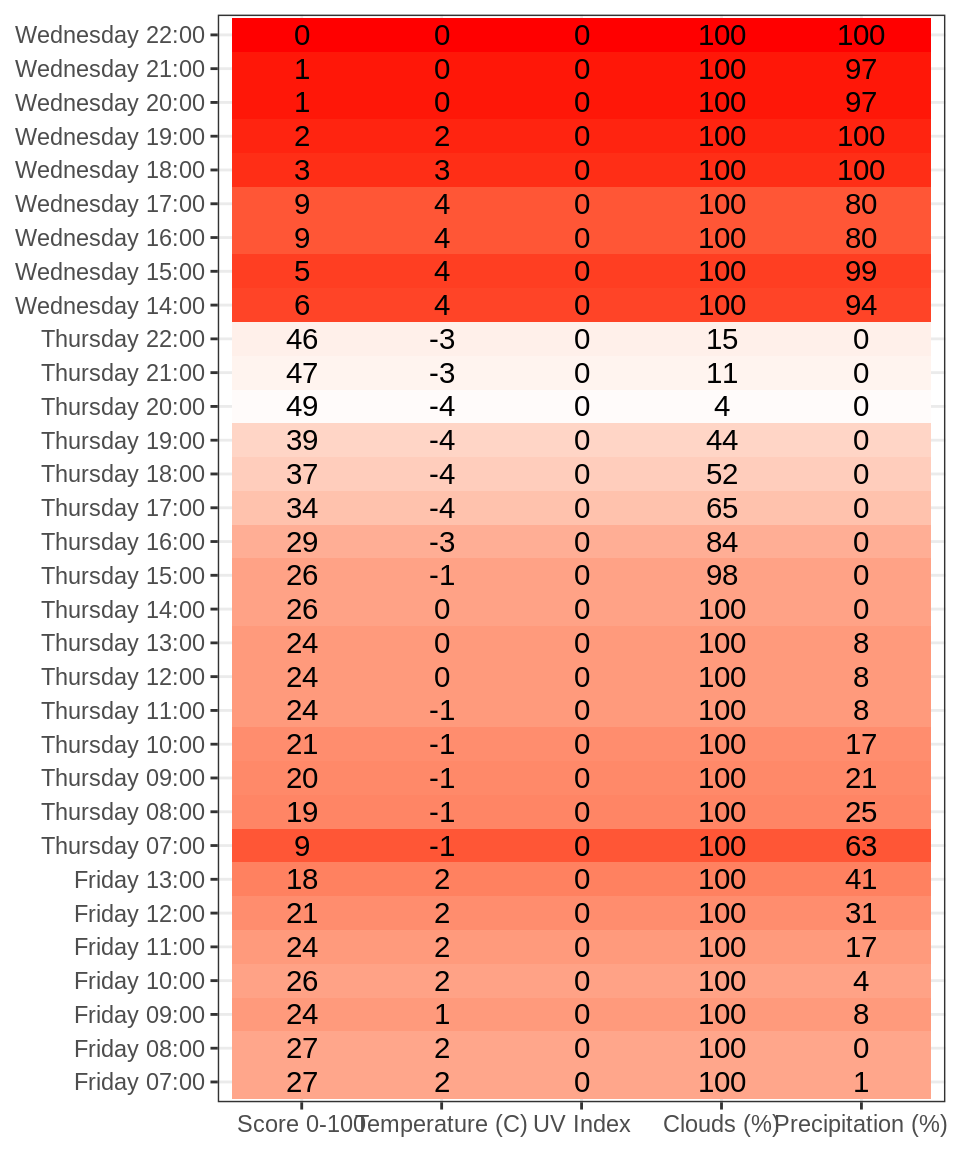 Wednesday 22:00 0 0 0 100 100
Wednesday 21:00 1 0 0 100 97
Wednesday 20:00 1 0 0 100 97
Wednesday 19:00 2 2 0 100 100
Wednesday 18:00 3 3 0 100 100
Wednesday 17:00 9 4 0 100 80
Wednesday 16:00 9 4 0 100 80
Wednesday 15:00 5 4 0 100 99
Wednesday 14:00 6 4 0 100 94
Thursday 22:00 46 -3 0 15 0
Thursday 21:00 47 -3 0 11 0
Thursday 20:00 49 -4 0 4 0
Thursday 19:00 39 -4 0 44 0
Thursday 18:00 37 -4 0 52 0
Thursday 17:00 34 -4 0 65 0
Thursday 16:00 29 -3 0 84 0
Thursday 15:00 26 -1 0 98 0
Thursday 14:00 26 0 0 100 0
Thursday 13:00 24 0 0 100 8
Thursday 12:00 24 0 0 100 8
Thursday 11:00 24 -1 0 100 8
Thursday 10:00 21 -1 0 100 17
Thursday 09:00 20 -1 0 100 21
Thursday 08:00 19 -1 0 100 25
Thursday 07:00 9 -1 0 100 63
Friday 13:00 18 2 0 100 41
Friday 12:00 21 2 0 100 31
Friday 11:00 24 2 0 100 17
Friday 10:00 26 2 0 100 4
Friday 09:00 24 1 0 100 8
Friday 08:00 27 2 0 100 0
Friday 07:00 27 2 0 100 1
Score 0-100 Temperature (C) UV Index Clouds (%) Precipitation (%)